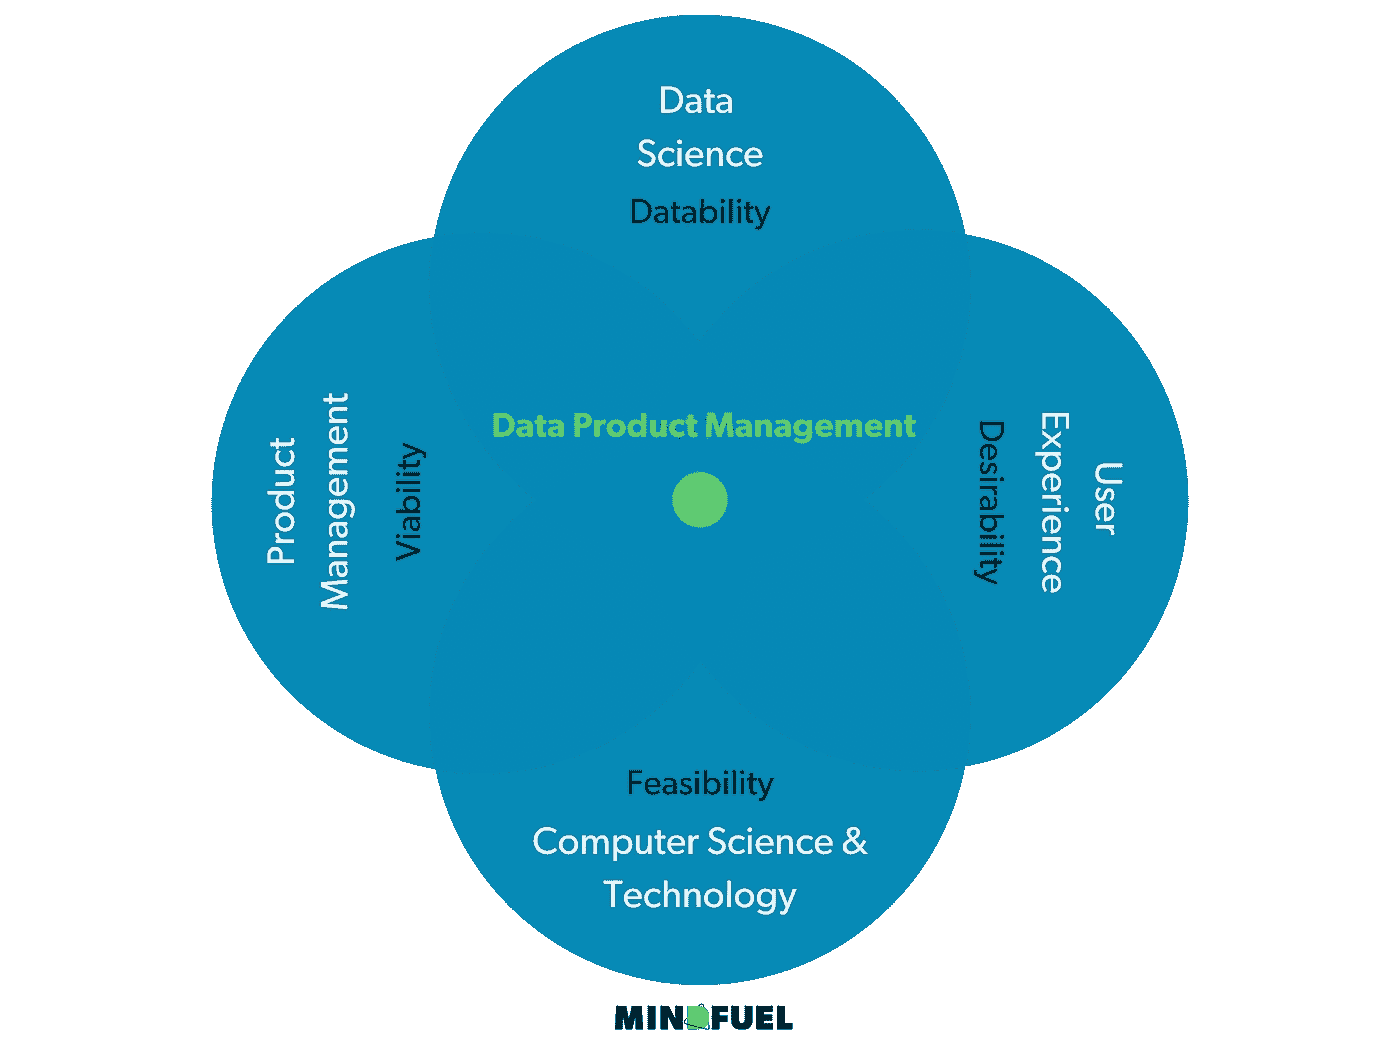 Data
Science
Datability
Data Product Management
Product
Management
Viability
User
Experience
Desirability
Feasibility
Computer Science &
Technology
MINDFUEL